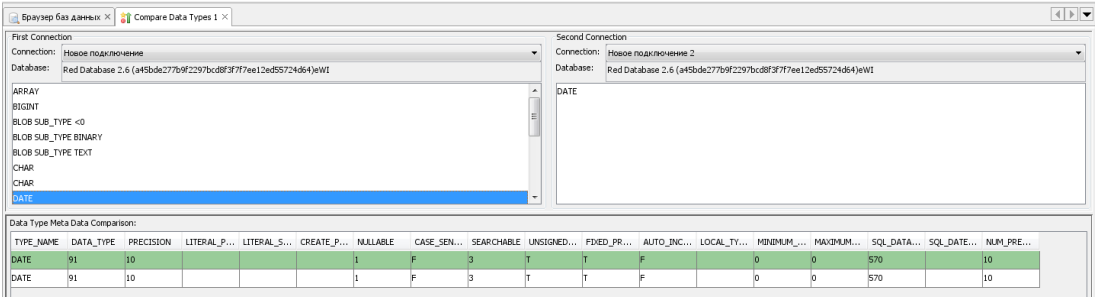 Браузер баз данных
Compare Data Types 1
First Connection
Connection: Новое подключение
Database: Red Database 2.6 (a45bde277b9f2297bcd8f3f7f7ee12ed55724d64)eWI
ARRAY
BIGINT
BLOB SUB_TYPE <0
BLOB SUB_TYPE BINARY
BLOB SUB_TYPE TEXT
CHAR
CHAR
DATE
Second Connection
Connection: Новое подключение 2
Database: Red Database 2.6 (a45bde277b9f2297bcd8f3f7f7ee12ed55724d64)eWI
DATE
Data Type Meta Data Comparison:
TYPE_NAME DATA_TYPE PRECISION LITERAL_P... LITERAL_S... CREATE_P... NULLABLE CASE_SEN... SEARCHABLE UNSIGNED... FIXED_PR... AUTO_INC... LOCAL_TY... MINIMUM_... MAXIMUM... SQL_DATA... SQL_DATE... NUM_PRE...
DATE 91 10 1 F 3 T T F 0 0 570 10
DATE 91 10 1 F 3 T T F 0 0 570 10